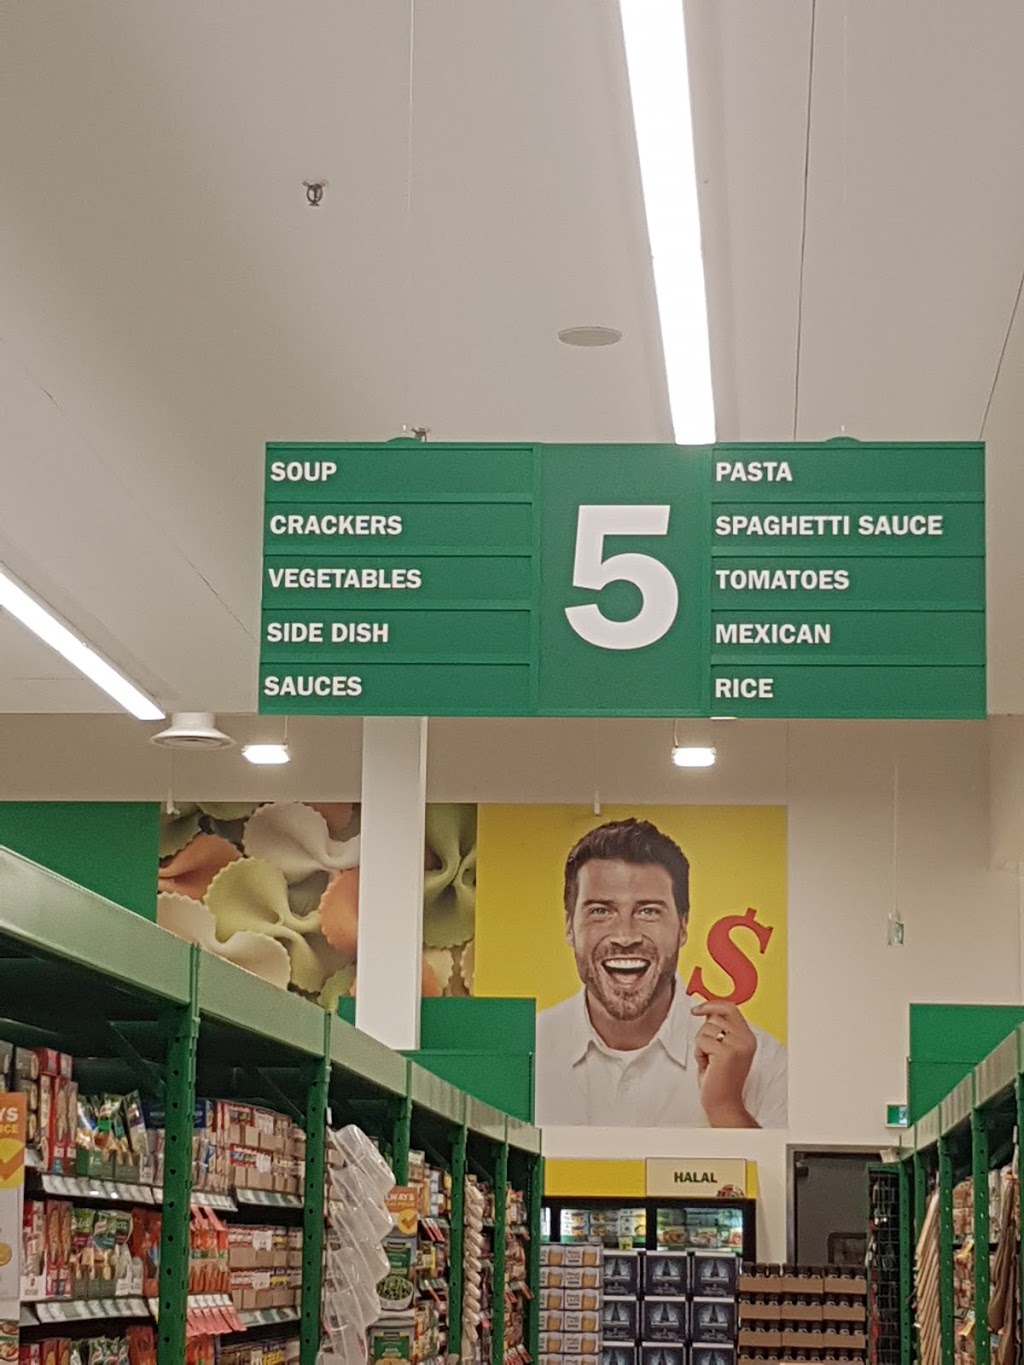 SOUP
CRACKERS
VEGETABLES
SIDE DISH
SAUCES
5
PASTA
SPAGHETTI SAUCE
TOMATOES
MEXICAN
RICE
S
HALAL